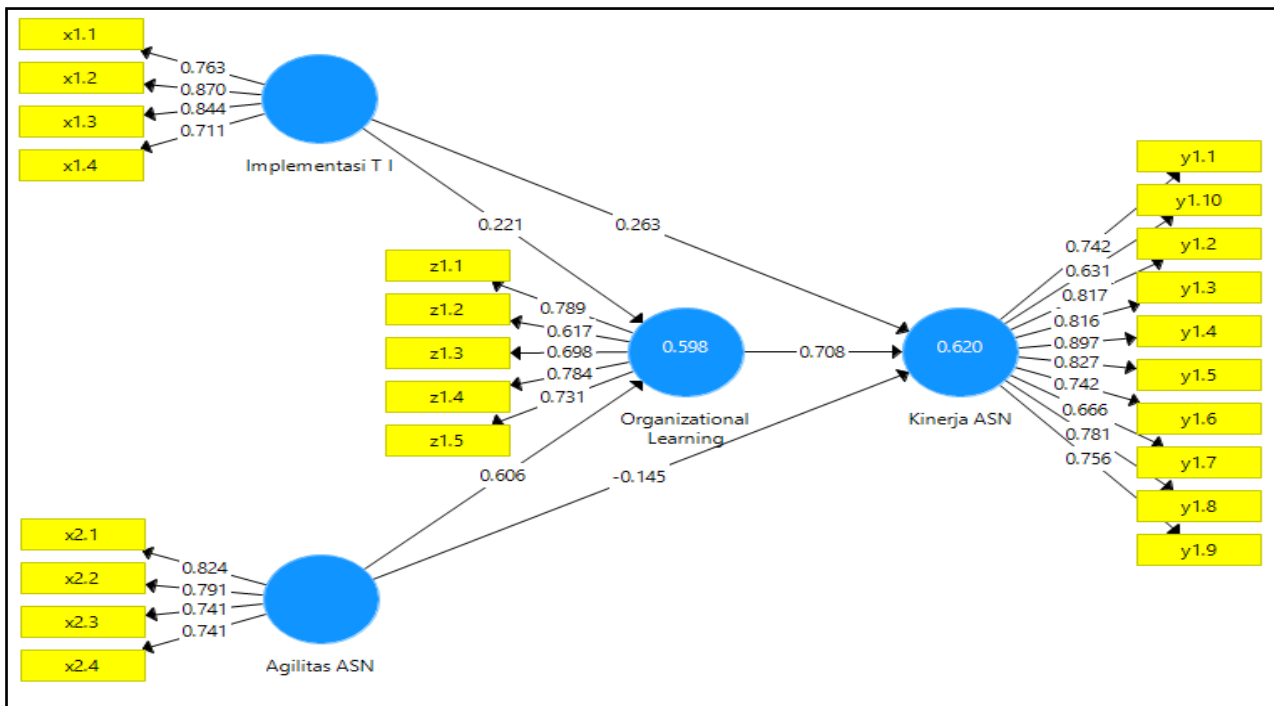 x1.1
x1.2
x1.3
x1.4
0.763
0.870
0.844
0.711
Implementasi T I
0.221
0.263
z1.1
z1.2
z1.3
z1.4
z1.5
0.789
0.617
0.698
0.784
0.731
0.598
Organizational
Learning
0.708
0.620
Kinerja ASN
0.606
-0.145
x2.1
x2.2
x2.3
x2.4
0.824
0.791
0.741
0.741
Agilitas ASN
0.742
0.631
0.817
0.816
0.897
0.827
0.742
0.666
0.781
0.756
y1.1
y1.10
y1.2
y1.3
y1.4
y1.5
y1.6
y1.7
y1.8
y1.9